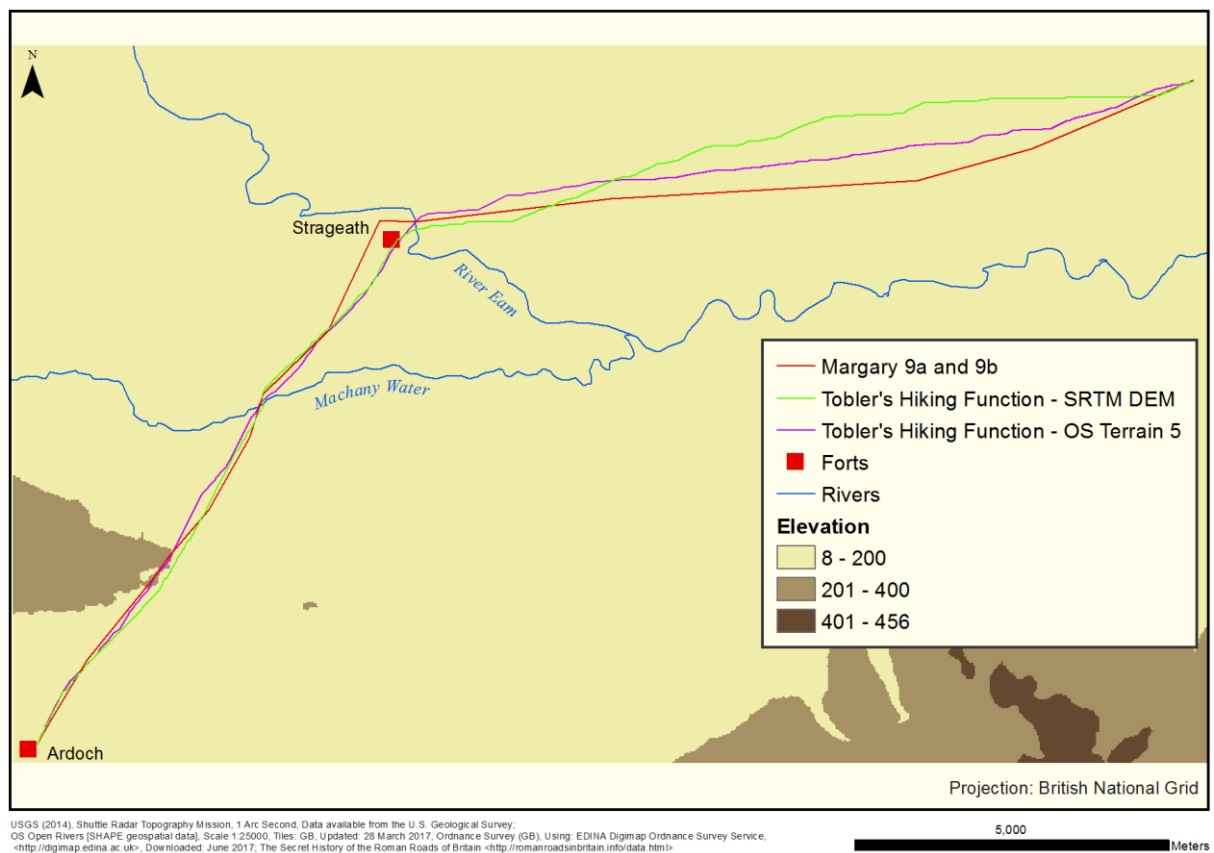 N
Strageath
River Eam
Machany Water
Ardoch
Margary 9a and 9b
Tobler's Hiking Function - SRTM DEM
Tobler's Hiking Function - OS Terrain 5
Forts
Rivers
Elevation
8 - 200
201 - 400
401 - 456
Projection: British National Grid
USGS (2014), Shuttle Radar Topography Mission, 1 Arc Second, Data available from the U.S. Geological Survey;
OS Open Rivers [SHAPE geospatial data], Scale 1:25000, Tiles: GB, Updated: 28 March 2017, Ordnance Survey (GB), Using: EDINA Digimap Ordnance Survey Service,
<http://digimap.edina.ac.uk>, Downloaded: June 2017; The Secret History of the Roman Roads of Britain <http://romanroadsinbritain.info/data.html>
5,000
Meters